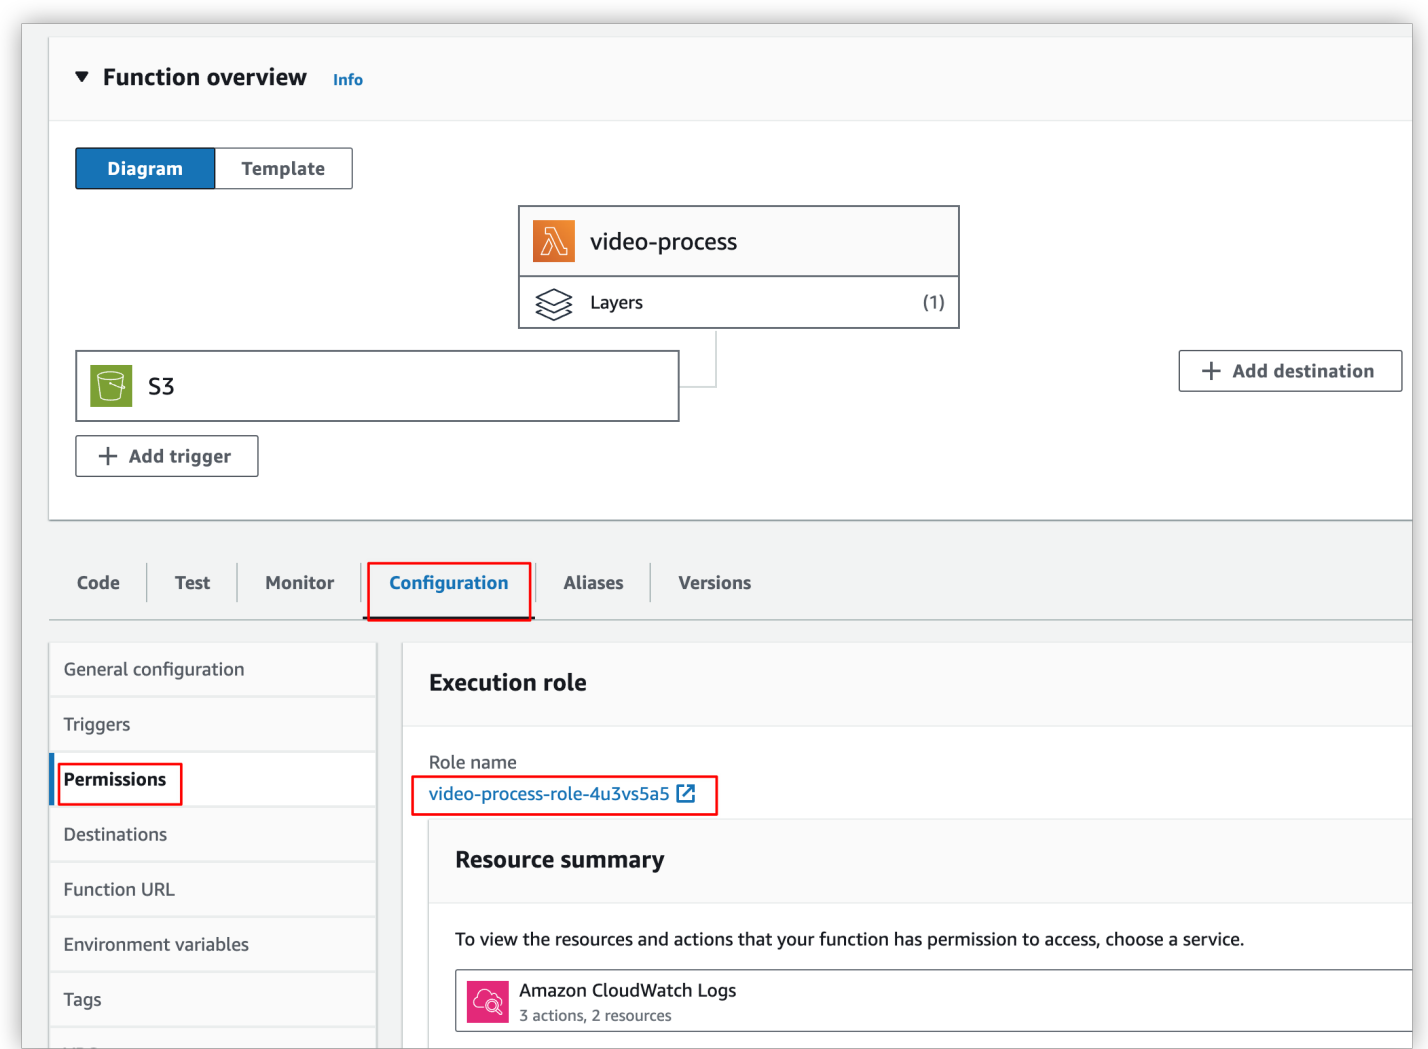 Function overview Info
Diagram Template
video-process
Layers (1)
S3
+ Add destination
+ Add trigger
Code Test Monitor Configuration Aliases Versions
General configuration
Triggers
Permissions
Destinations
Function URL
Environment variables
Tags
Execution role
Role name
video-process-role-4u3vs5a5
Resource summary
To view the resources and actions that your function has permission to access, choose a service.
Amazon CloudWatch Logs
3 actions, 2 resources